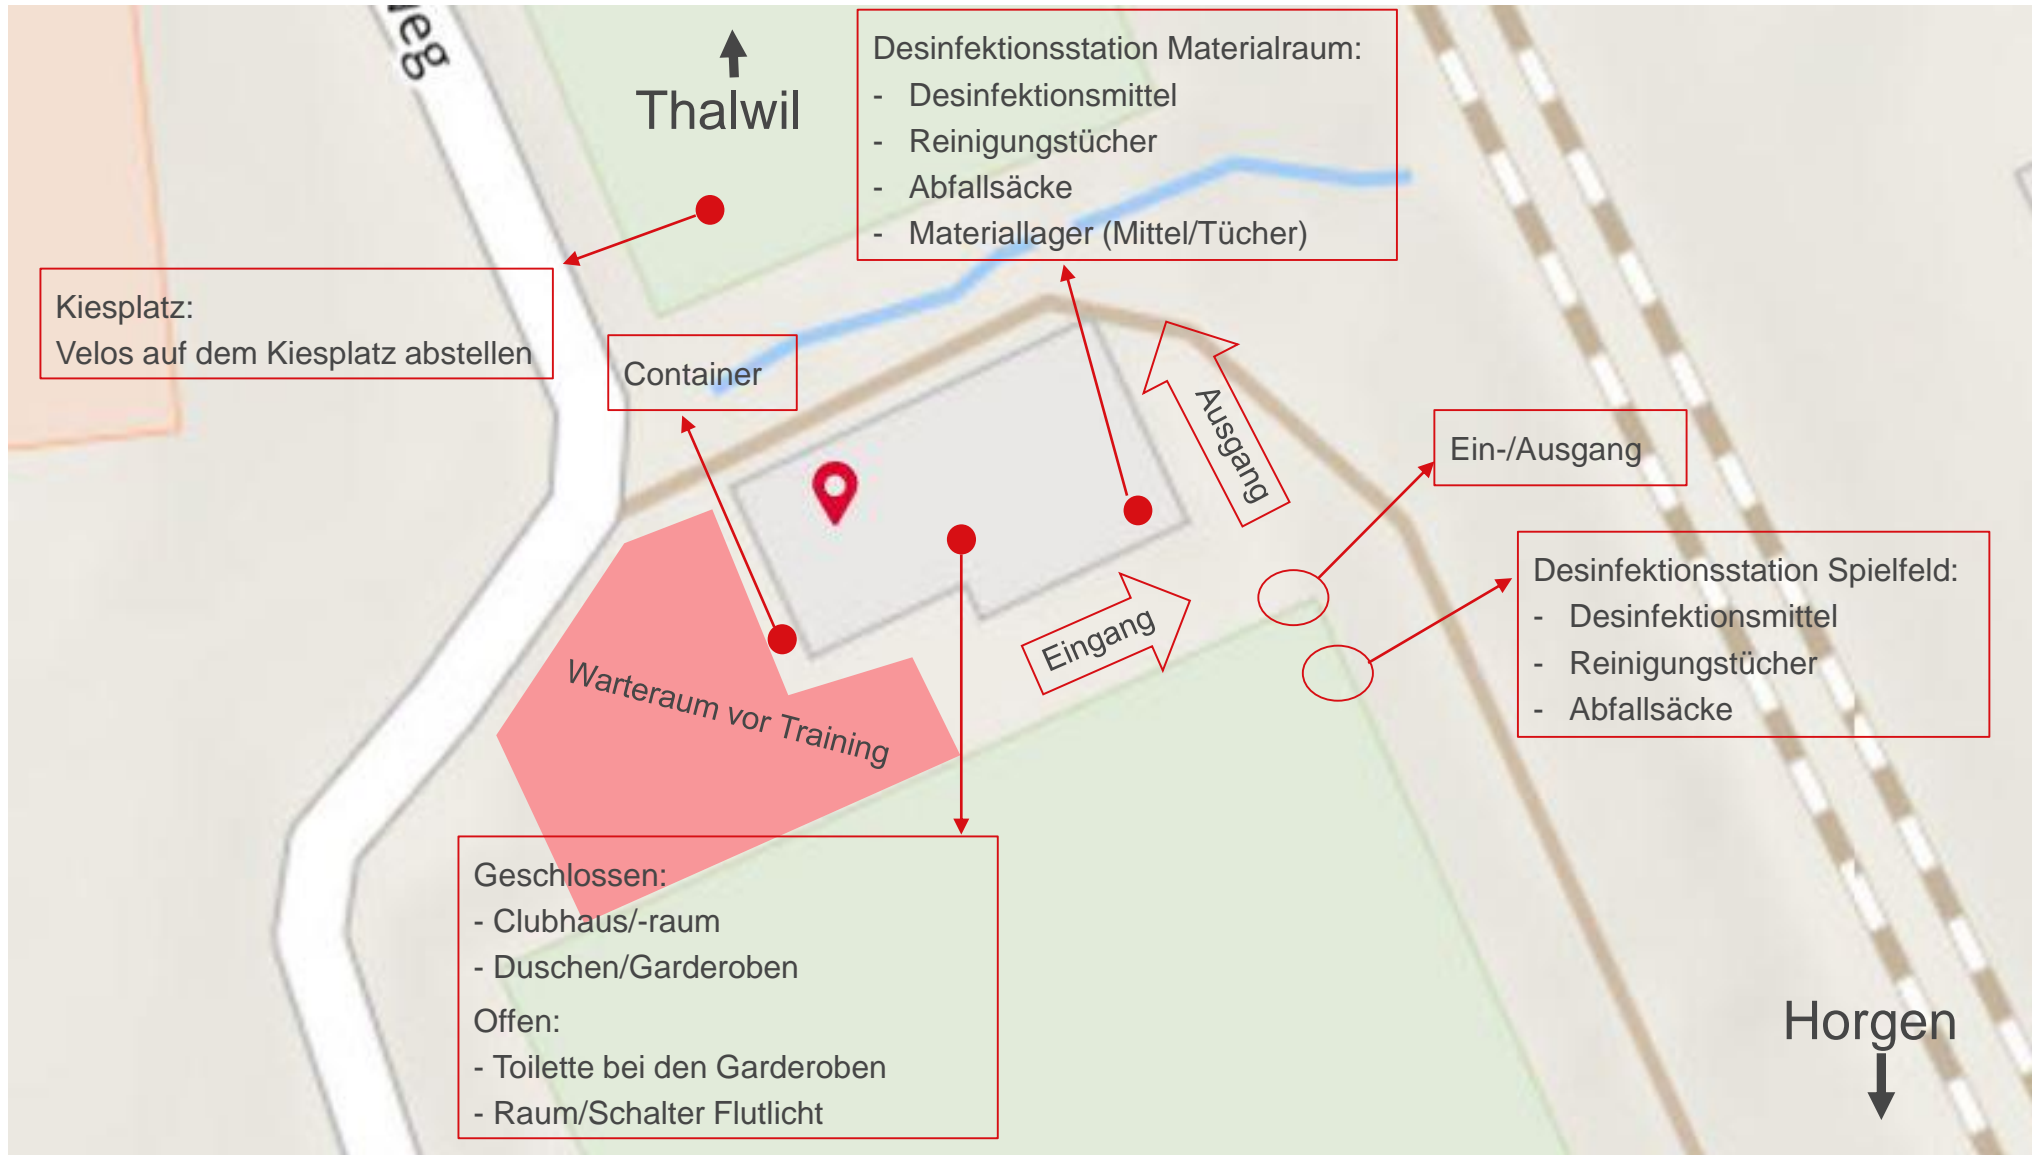 Thalwil
Desinfektionsstation Materialraum:
- Desinfektionsmittel
- Reinigungstücher
- Abfallsäcke
- Materiallager (Mittel/Tücher)
Kiesplatz:
Velos auf dem Kiesplatz abstellen
Container
Ausgang
Ein-/Ausgang
Eingang
Desinfektionsstation Spielfeld:
- Desinfektionsmittel
- Reinigungstücher
- Abfallsäcke
Warteraum vor Training
Geschlossen:
- Clubhaus/-raum
- Duschen/Garderoben
Offen:
- Toilette bei den Garderoben
- Raum/Schalter Flutlicht
Horgen